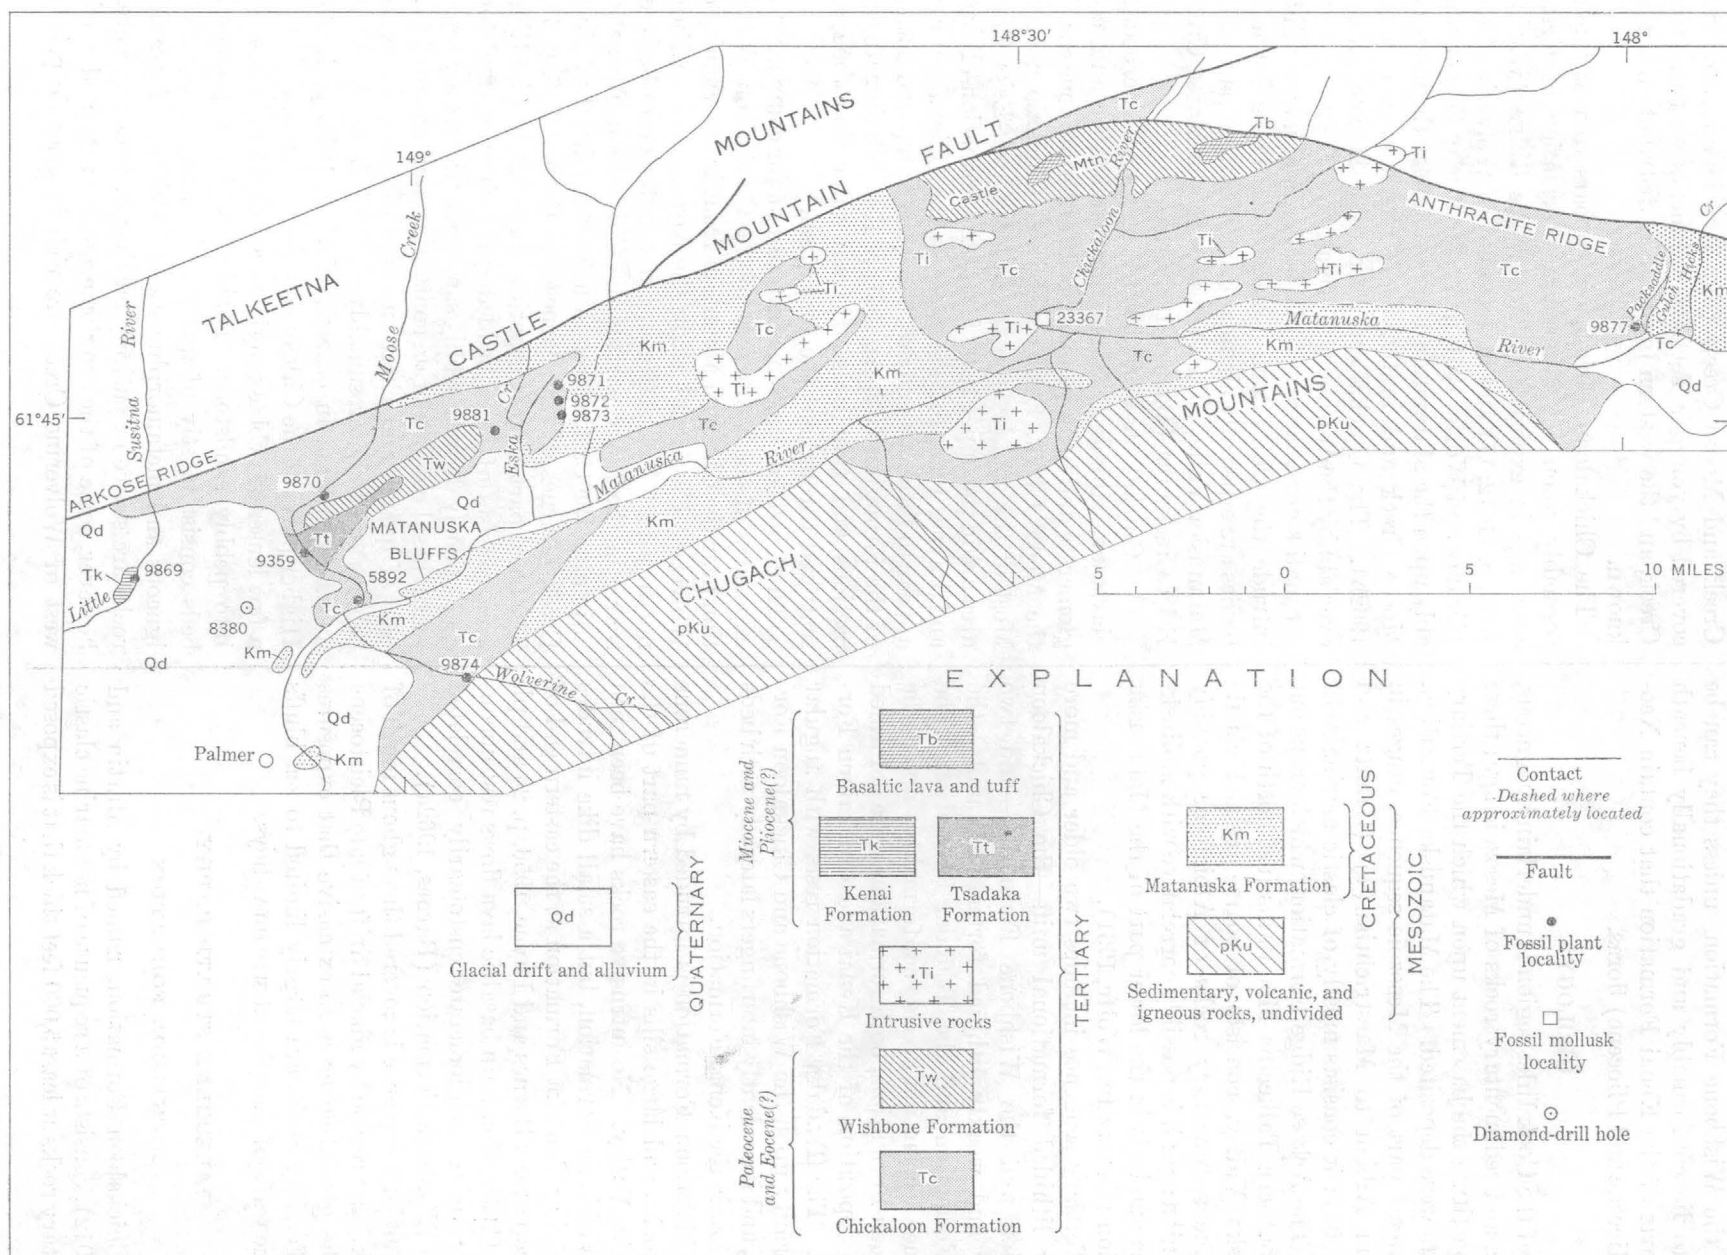 148°30'
148°
149°
61°45'
MOUNTAINS
TALKEETNA
CASTLE
MOUNTAIN
FAULT
ANTHRACITE RIDGE
ARKOSE RIDGE
Little
Susitna
River
Moose
Creek
Eska
Cr
Castle
Mtn
Chickaloon
River
Packsaddle
Gulch
Hicks
Cr
Matanuska
River
Matanuska
River
MOUNTAINS
CHUGACH
MATANUSKA
BLUFFS
Wolverine
Cr
Palmer
Tc
Tb
Ti
Ti
Ti
Tc
Ti
Ti
Tc
Km
Tc
23367
9877
Qd
Ti
Km
Tc
Ti
Km
Tc
Ti
Km
Ti
Tc
Ti
pKu
9871
9872
9873
9881
Tc
Tw
9870
Qd
Qd
Tt
Km
9359
5892
Tk
9869
Tc
8380
Km
Tc
pKu
Km
Qd
9874
Qd
Km
5 0 5 10 MILES
EXPLANATION
Qd
Glacial drift and alluvium
QUATERNARY
Tb
Basaltic lava and tuff
Tk
Kenai
Formation
Tt
Tsadaka
Formation
Miocene and
Pliocene(?)
Ti
Intrusive rocks
Tw
Wishbone Formation
Tc
Chickaloon Formation
Paleocene
and Eocene(?)
TERTIARY
Km
Matanuska Formation
CRETACEOUS
pKu
Sedimentary, volcanic, and
igneous rocks, undivided
MESOZOIC
Contact
Dashed where
approximately located
Fault
Fossil plant
locality
Fossil mollusk
locality
Diamond-drill hole